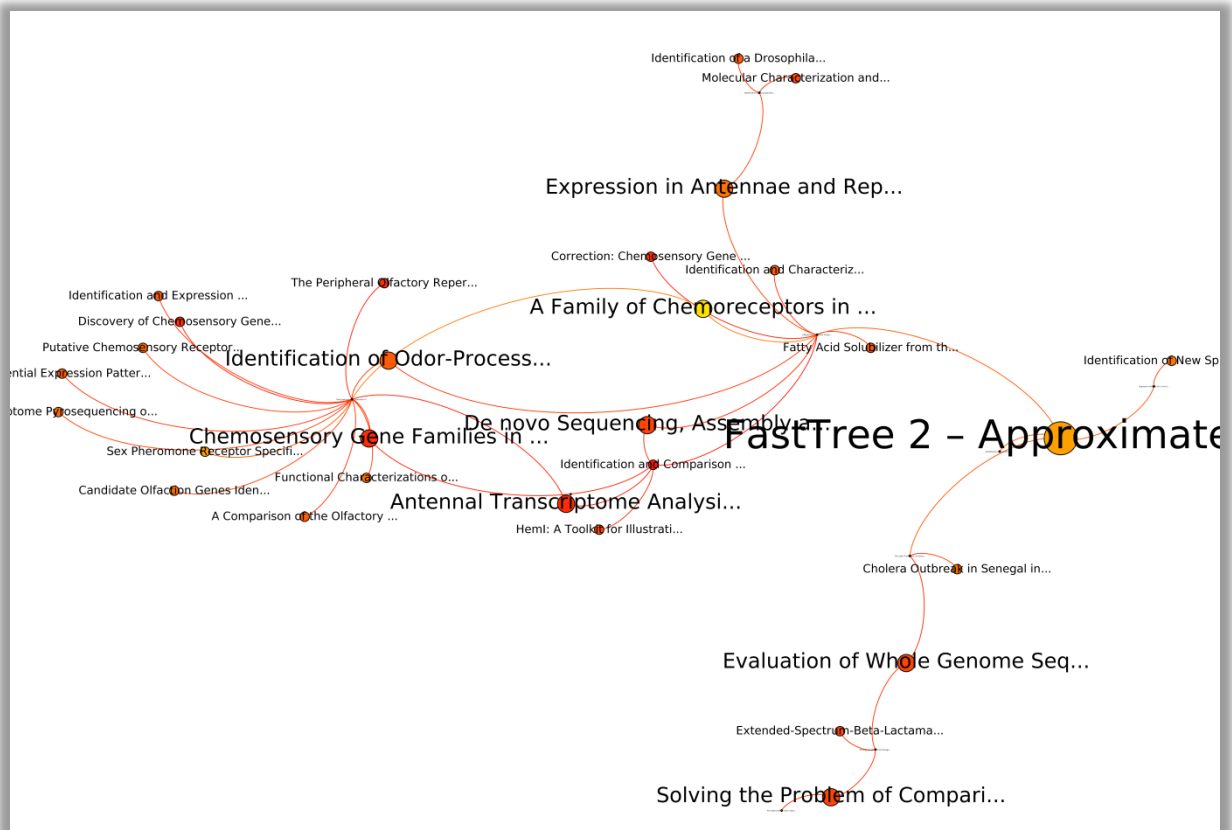 Identification of a Drosophila...
Molecular Characterization and...
Expression in Antennae and Rep...
Correction: Chemosensory Gene ...
Identification and Characteriz...
The Peripheral Olfactory Reper...
Identification and Expression ...
A Family of Chemoreceptors in ...
Discovery of Chemosensory Gene...
Putative Chemosensory Receptor...
Fatty Acid Solubilizer from th...
Identification of Odor-Process...
Identification of New Sp
ential Expression Patter...
otome Pyrosequencing o...
De novo Sequencing, Assembly a...
FastTree 2 – Approximate
Chemosensory Gene Families in ...
Sex Pheromone Receptor Specifi...
Identification and Comparison ...
Functional Characterizations o...
Candidate Olfaction Genes Iden...
Antennal Transcriptome Analysi...
A Comparison of the Olfactory ...
HemI: A Toolkit for Illustrati...
Cholera Outbreak in Senegal in...
Evaluation of Whole Genome Seq...
Extended-Spectrum-Beta-Lactama...
Solving the Problem of Compari...